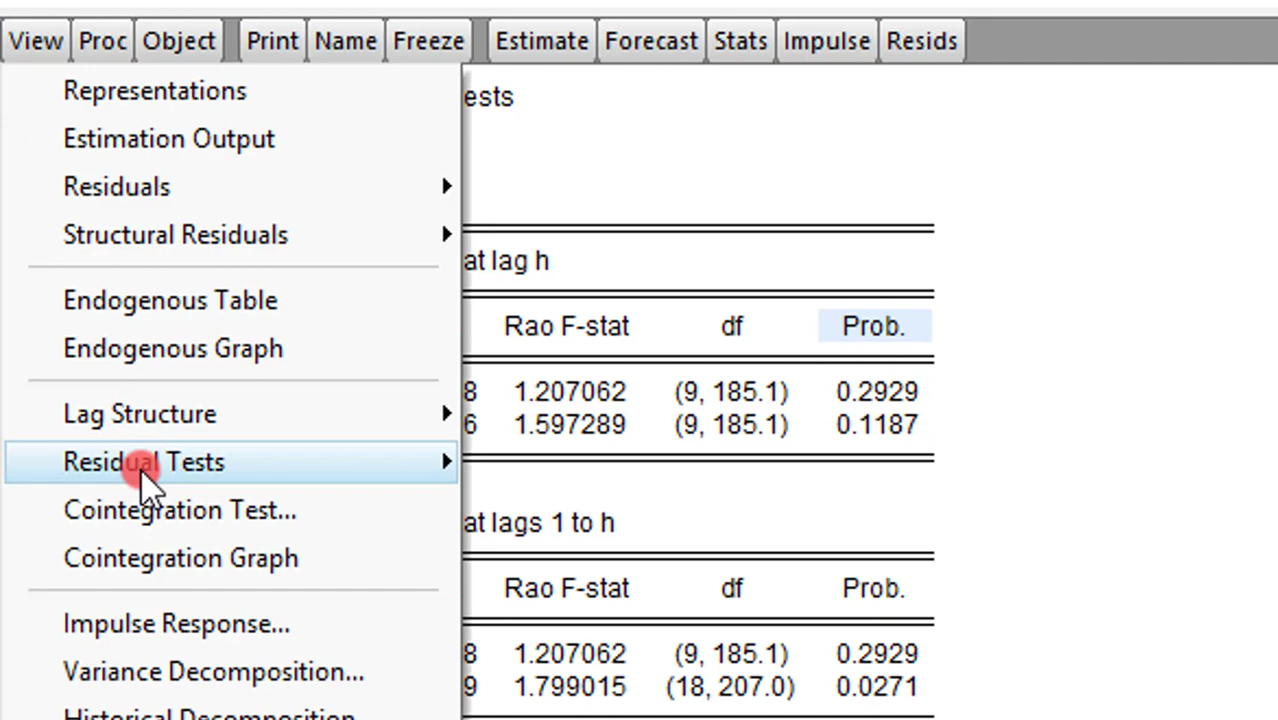 View Proc Object Print Name Freeze Estimate Forecast Stats Impulse Resids
Representations
Estimation Output
Residuals
Structural Residuals
Endogenous Table
Endogenous Graph
Lag Structure
Residual Tests
Cointegration Test...
Cointegration Graph
Impulse Response...
Variance Decomposition...
Historical Decomposition
ests
at lag h
Rao F-stat df Prob.
8 1.207062 (9, 185.1) 0.2929
6 1.597289 (9, 185.1) 0.1187
at lags 1 to h
Rao F-stat df Prob.
8 1.207062 (9, 185.1) 0.2929
9 1.799015 (18, 207.0) 0.0271